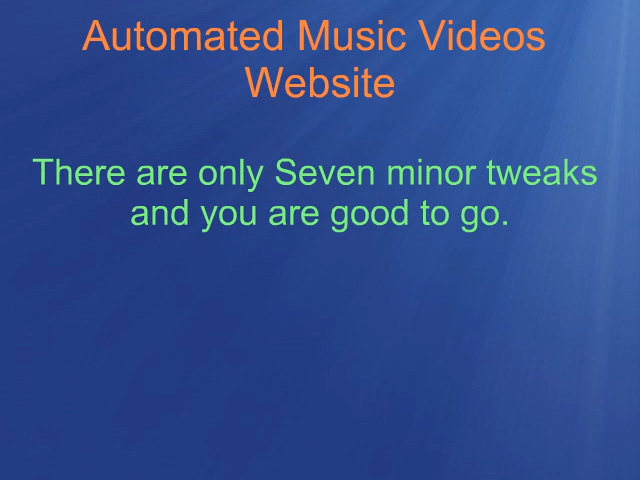 Automated Music Videos
Website
There are only Seven minor tweaks
and you are good to go.